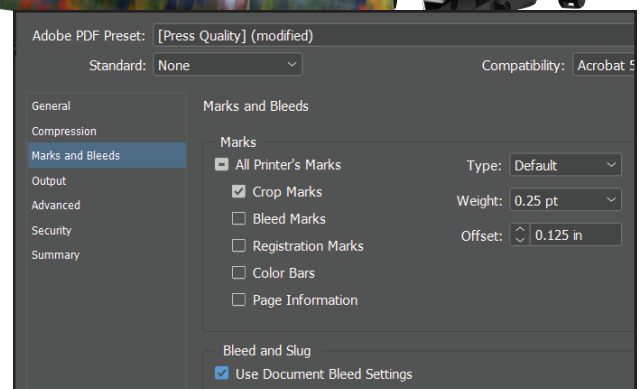 Adobe PDF Preset: [Press Quality] (modified)
Standard: None Compatibility: Acrobat 5
General
Compression
Marks and Bleeds
Output
Advanced
Security
Summary
Marks and Bleeds
Marks
All Printer's Marks
Crop Marks
Bleed Marks
Registration Marks
Color Bars
Page Information
Type: Default
Weight: 0.25 pt
Offset: 0.125 in
Bleed and Slug
Use Document Bleed Settings